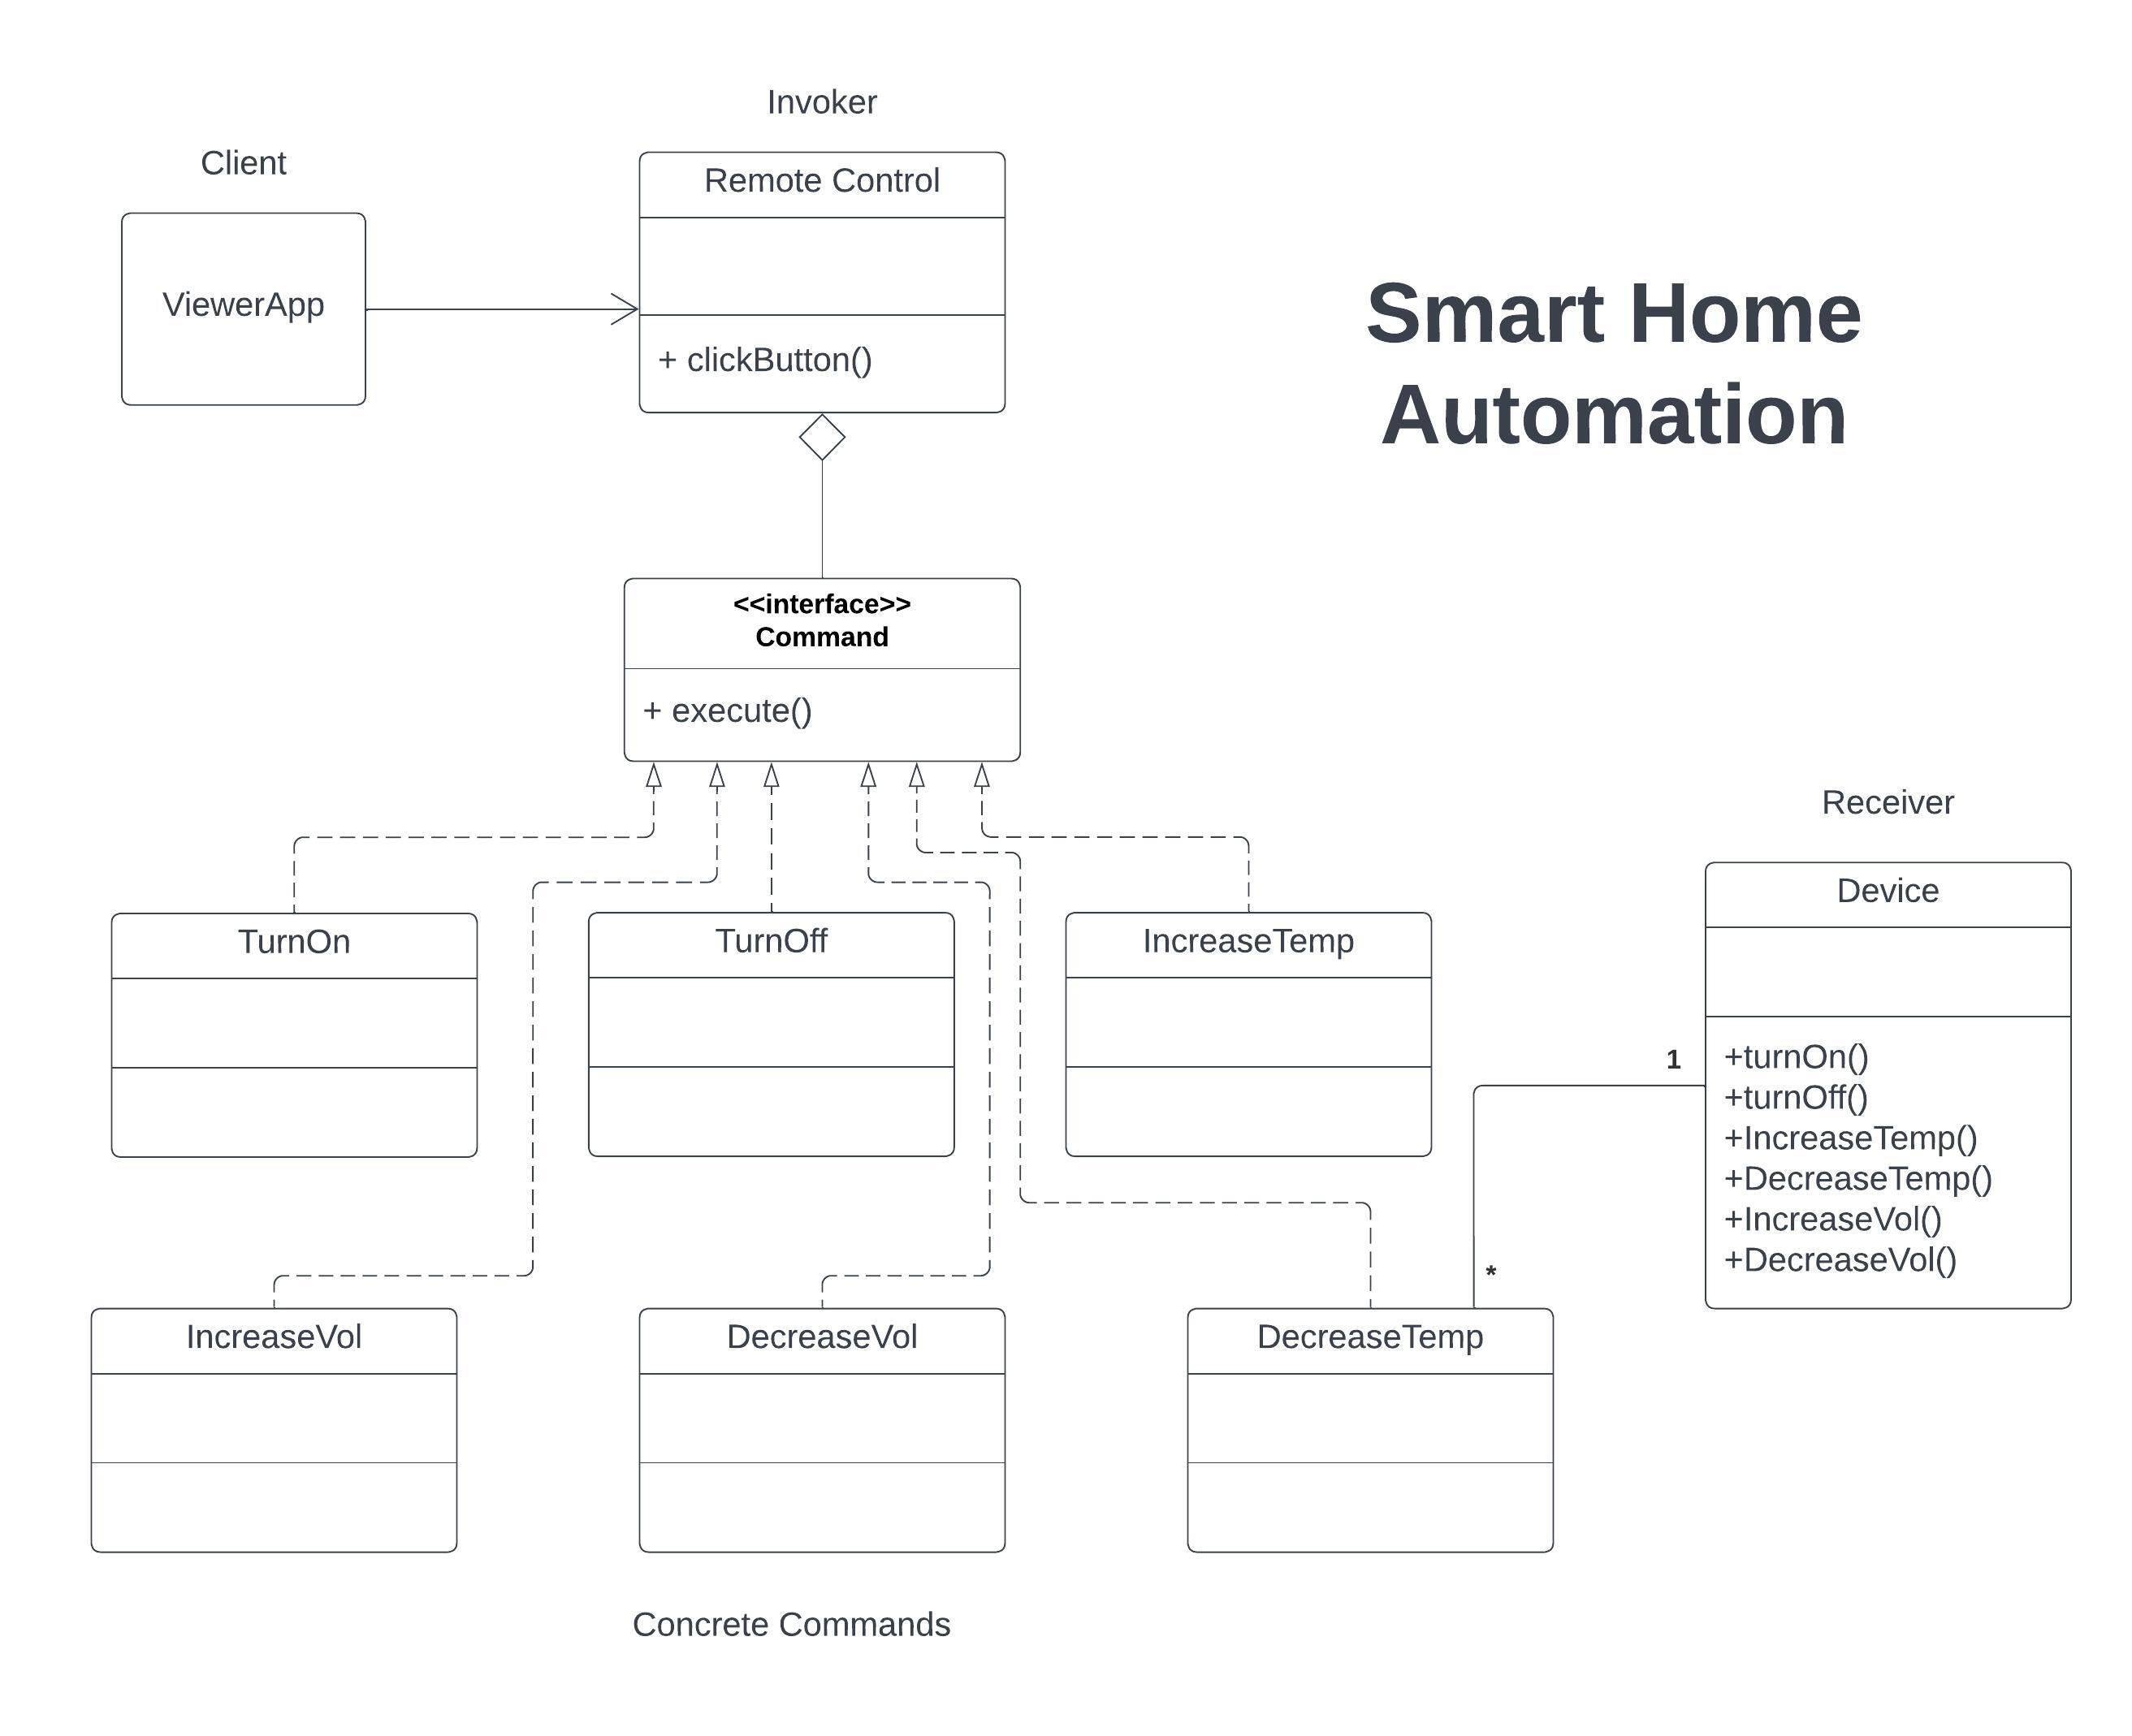 Invoker
Client
Remote Control
ViewerApp
+ clickButton()
Smart Home
Automation
<<interface>>
Command
+ execute()
Receiver
Device
+turnOn()
+turnOff()
+IncreaseTemp()
+DecreaseTemp()
+IncreaseVol()
+DecreaseVol()
1
*
TurnOn
TurnOff
IncreaseTemp
IncreaseVol
DecreaseVol
DecreaseTemp
Concrete Commands